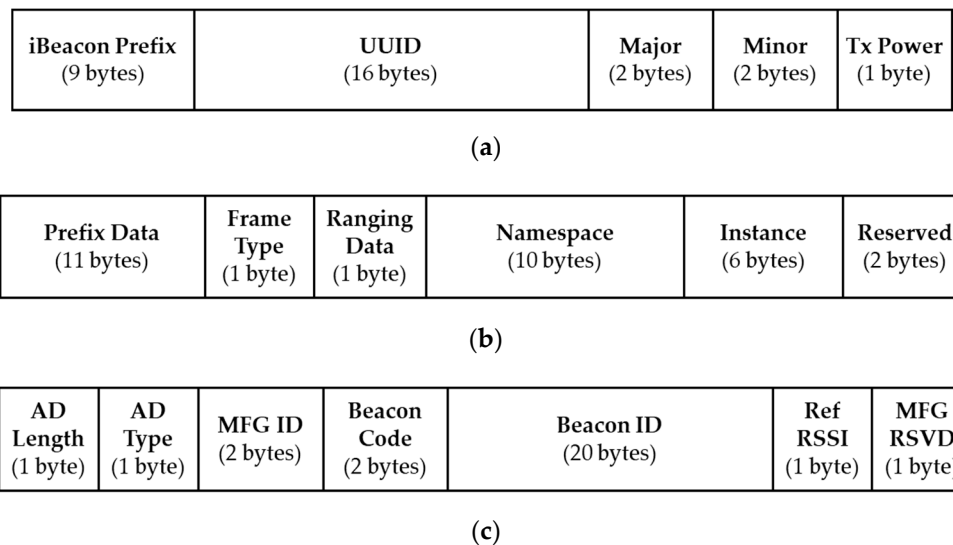 iBeacon Prefix UUID Major Minor Tx Power
(9 bytes) (16 bytes) (2 bytes) (2 bytes) (1 byte)
(a)
Prefix Data Frame Type Ranging Data Namespace Instance Reserved
(11 bytes) (1 byte) (1 byte) (10 bytes) (6 bytes) (2 bytes)
(b)
AD Length AD Type MFG ID Beacon Code Beacon ID Ref RSSI MFG RSVD
(1 byte) (1 byte) (2 bytes) (2 bytes) (20 bytes) (1 byte) (1 byte)
(c)